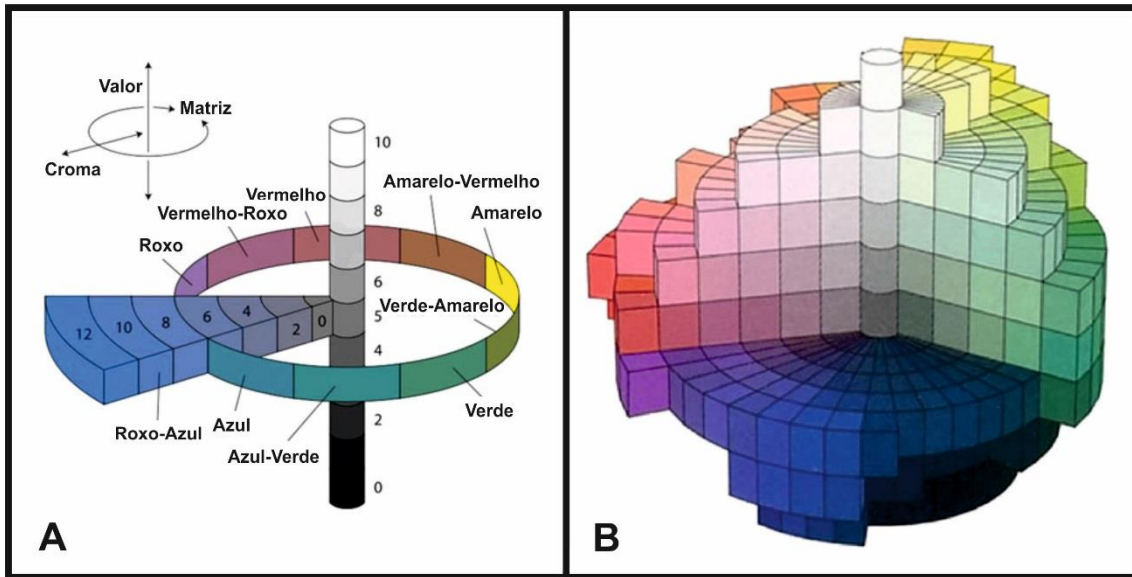 Valor
Matriz
Croma
10
8
6
5
4
2
0
Vermelho
Amarelo-Vermelho
Vermelho-Roxo
Amarelo
Roxo
Verde-Amarelo
12
10
8
6
4
2
0
Roxo-Azul
Azul
Azul-Verde
Verde
A
B